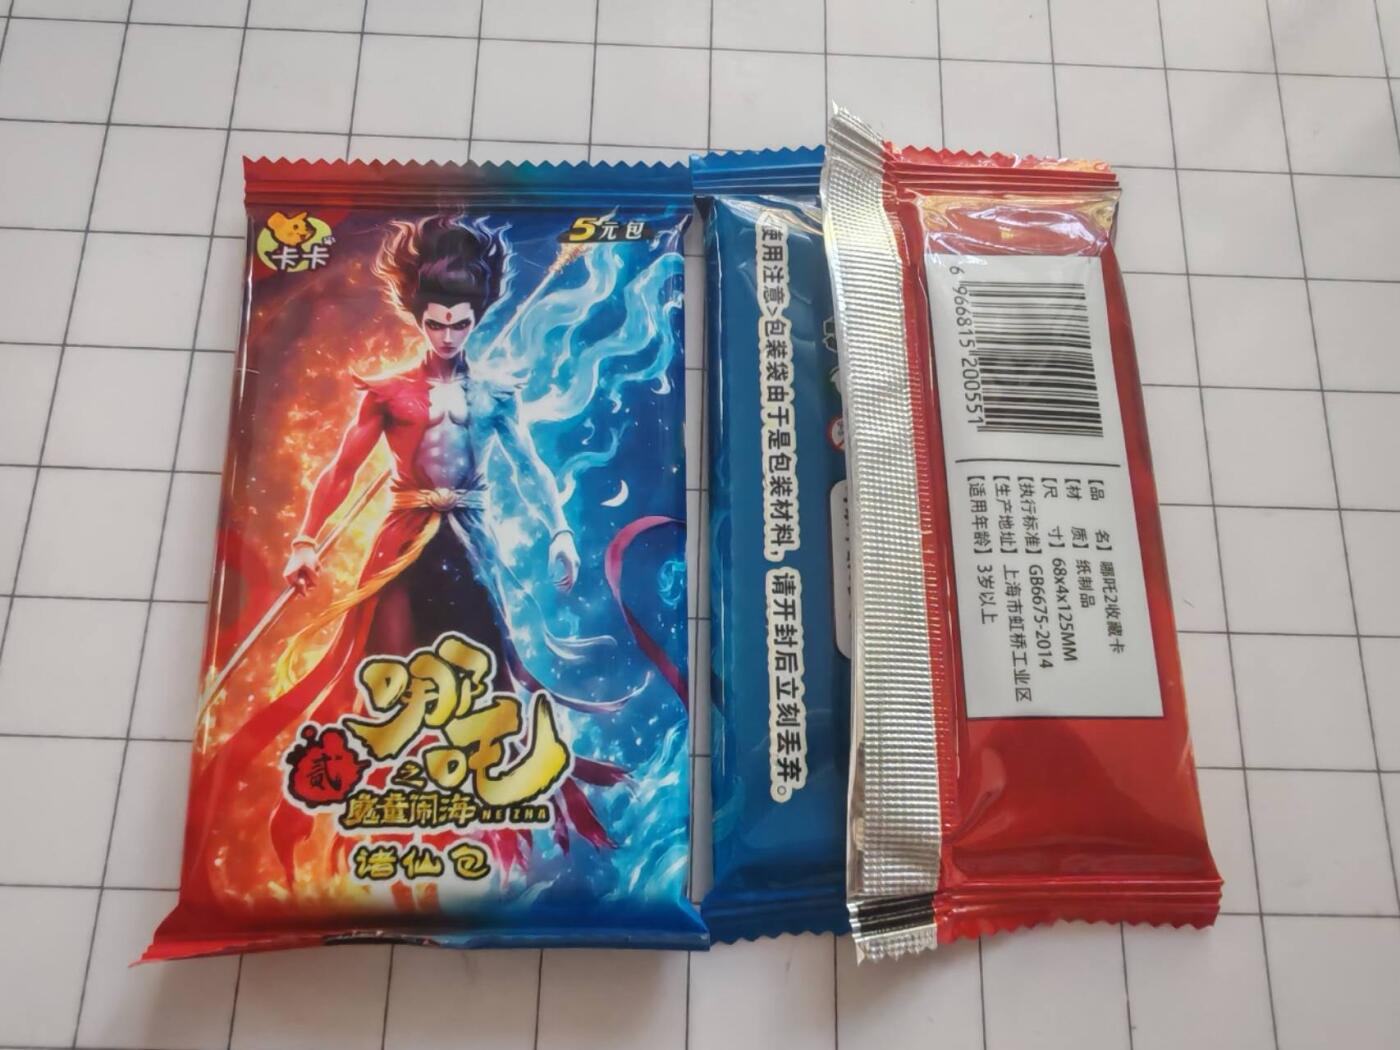 卡卡
5元包
哪吒
之
贰
魔童闹海 NE ZHA
诸仙包
使用注意>包装袋由于是包装材料，请开封后立刻丢弃。
6 966815 200551
【品 名】哪吒2收藏卡
【材 质】纸制品
【尺 寸】68x4x125MM
【执行标准】GB6675-2014
【生产地址】上海市虹桥工业区
【适用年龄】3岁以上